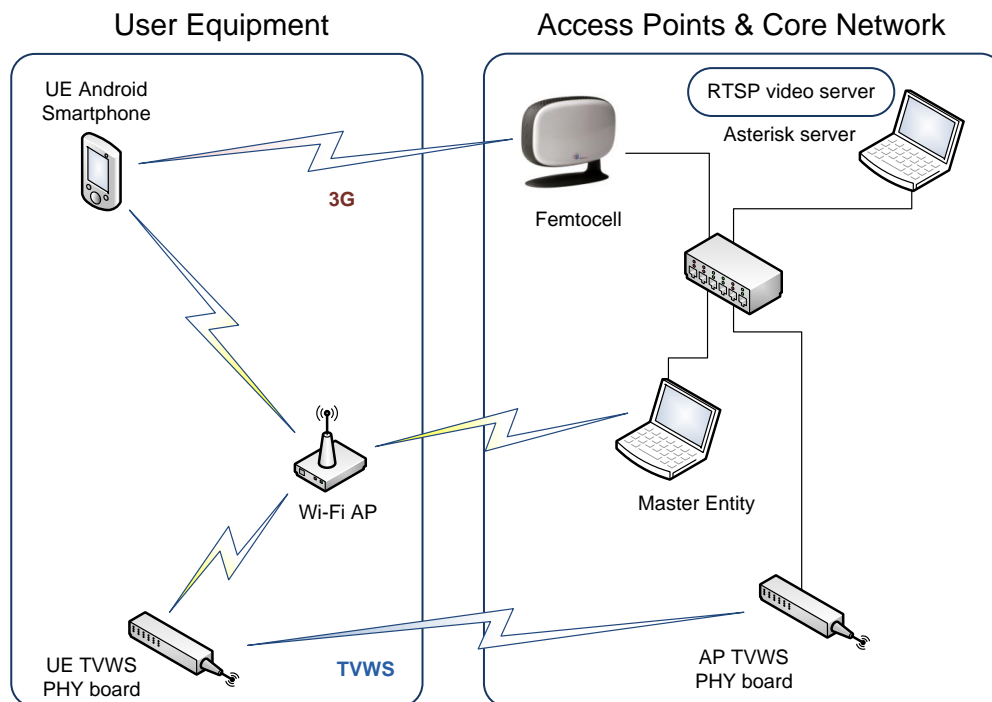 User Equipment
Access Points & Core Network
UE Android
Smartphone
RTSP video server
Asterisk server
3G
Femtocell
Wi-Fi AP
Master Entity
UE TVWS
PHY board
TVWS
AP TVWS
PHY board